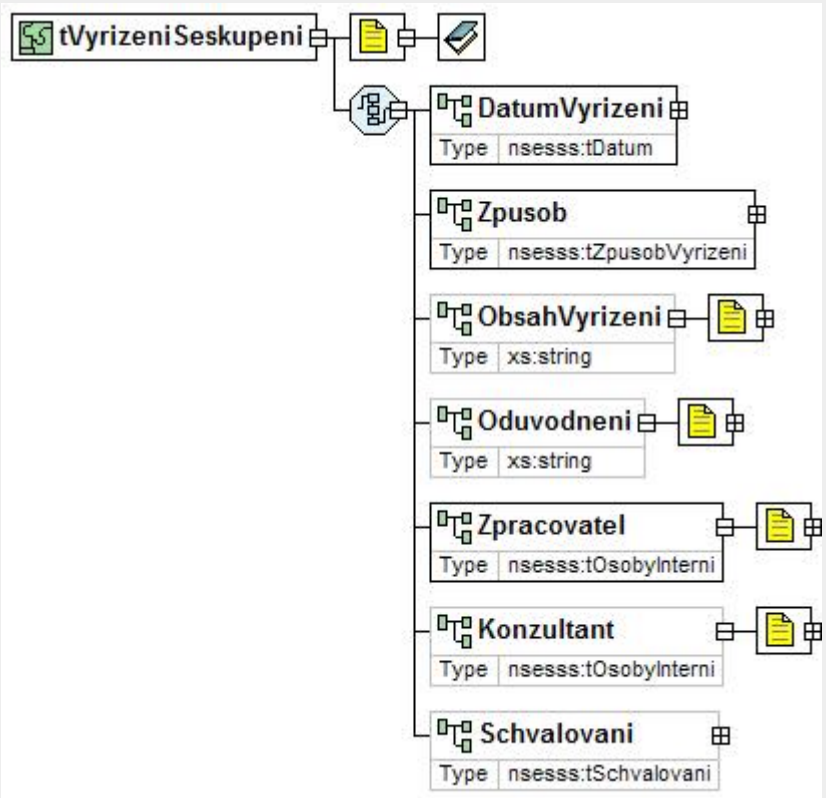 tVyrizeniSeskupeni
DatumVyrizeni
Type nsesss:tDatum
Zpusob
Type nsesss:tZpusobVyrizeni
ObsahVyrizeni
Type xs:string
Oduvodneni
Type xs:string
Zpracovatel
Type nsesss:tOsobyInterni
Konzultant
Type nsesss:tOsobyInterni
Schvalovani
Type nsesss:tSchvalovani